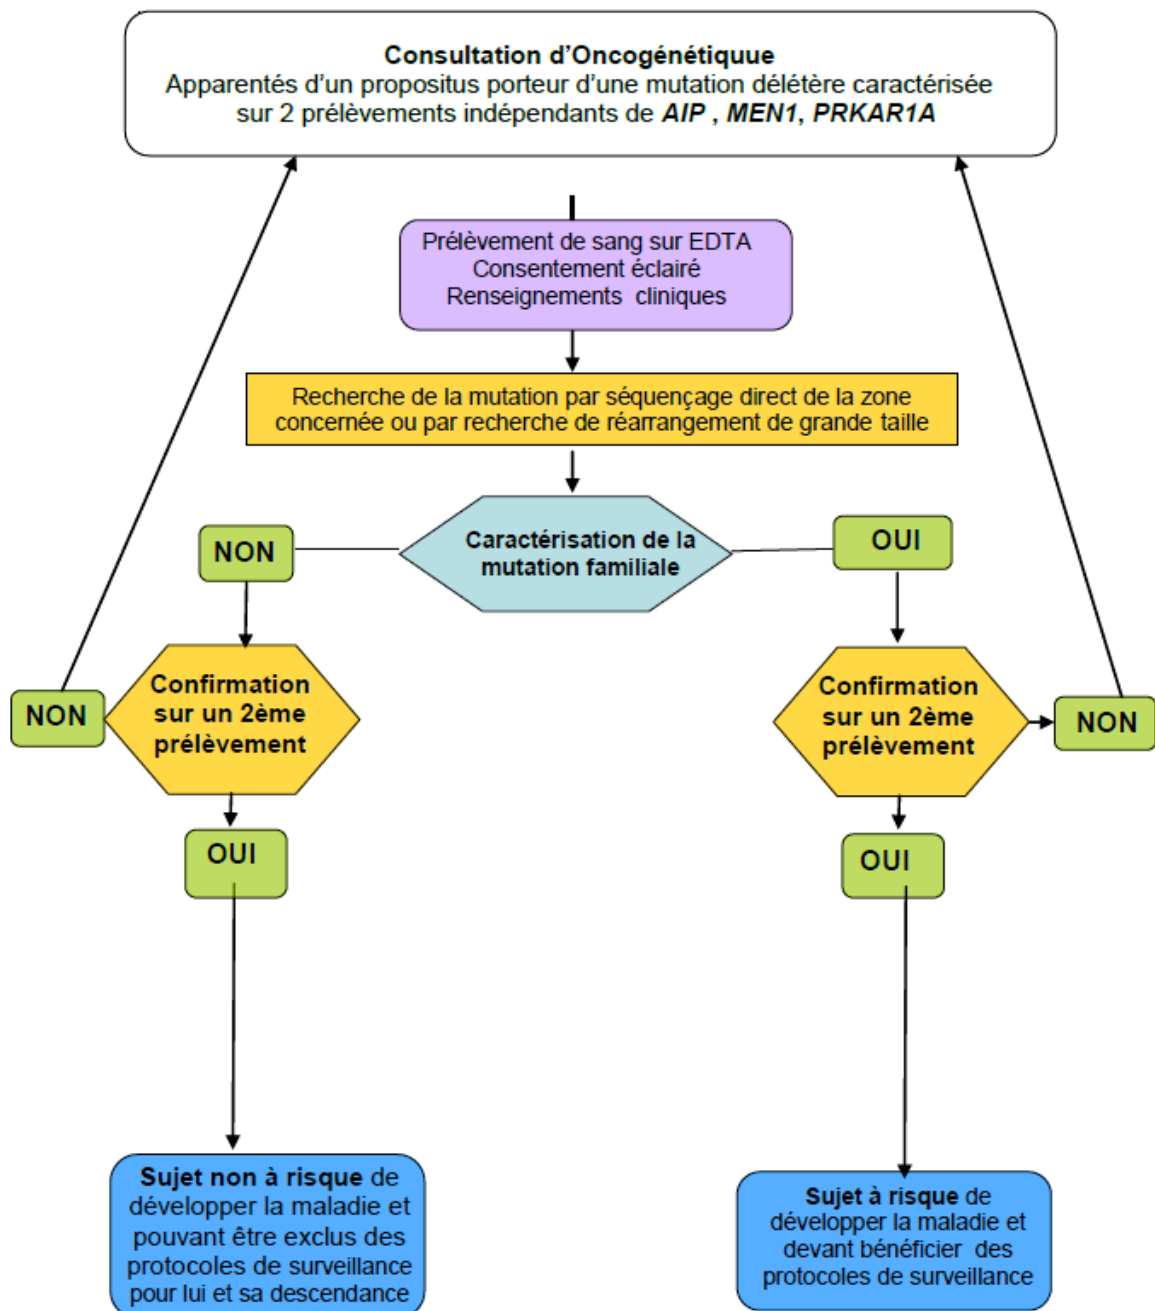 Consultation d'Oncogénétiquue
Apparentés d'un propositus porteur d'une mutation délétère caractérisée
sur 2 prélèvements indépendants de AIP , MEN1, PRKAR1A
Prélèvement de sang sur EDTA
Consentement éclairé
Renseignements cliniques
Recherche de la mutation par séquençage direct de la zone
concernée ou par recherche de réarrangement de grande taille
Caractérisation de la
mutation familiale
NON
OUI
Confirmation
sur un 2ème
prélèvement
NON
Confirmation
sur un 2ème
prélèvement
NON
OUI
OUI
Sujet non à risque de
développer la maladie et
pouvant être exclus des
protocoles de surveillance
pour lui et sa descendance
Sujet à risque de
développer la maladie et
devant bénéficier des
protocoles de surveillance